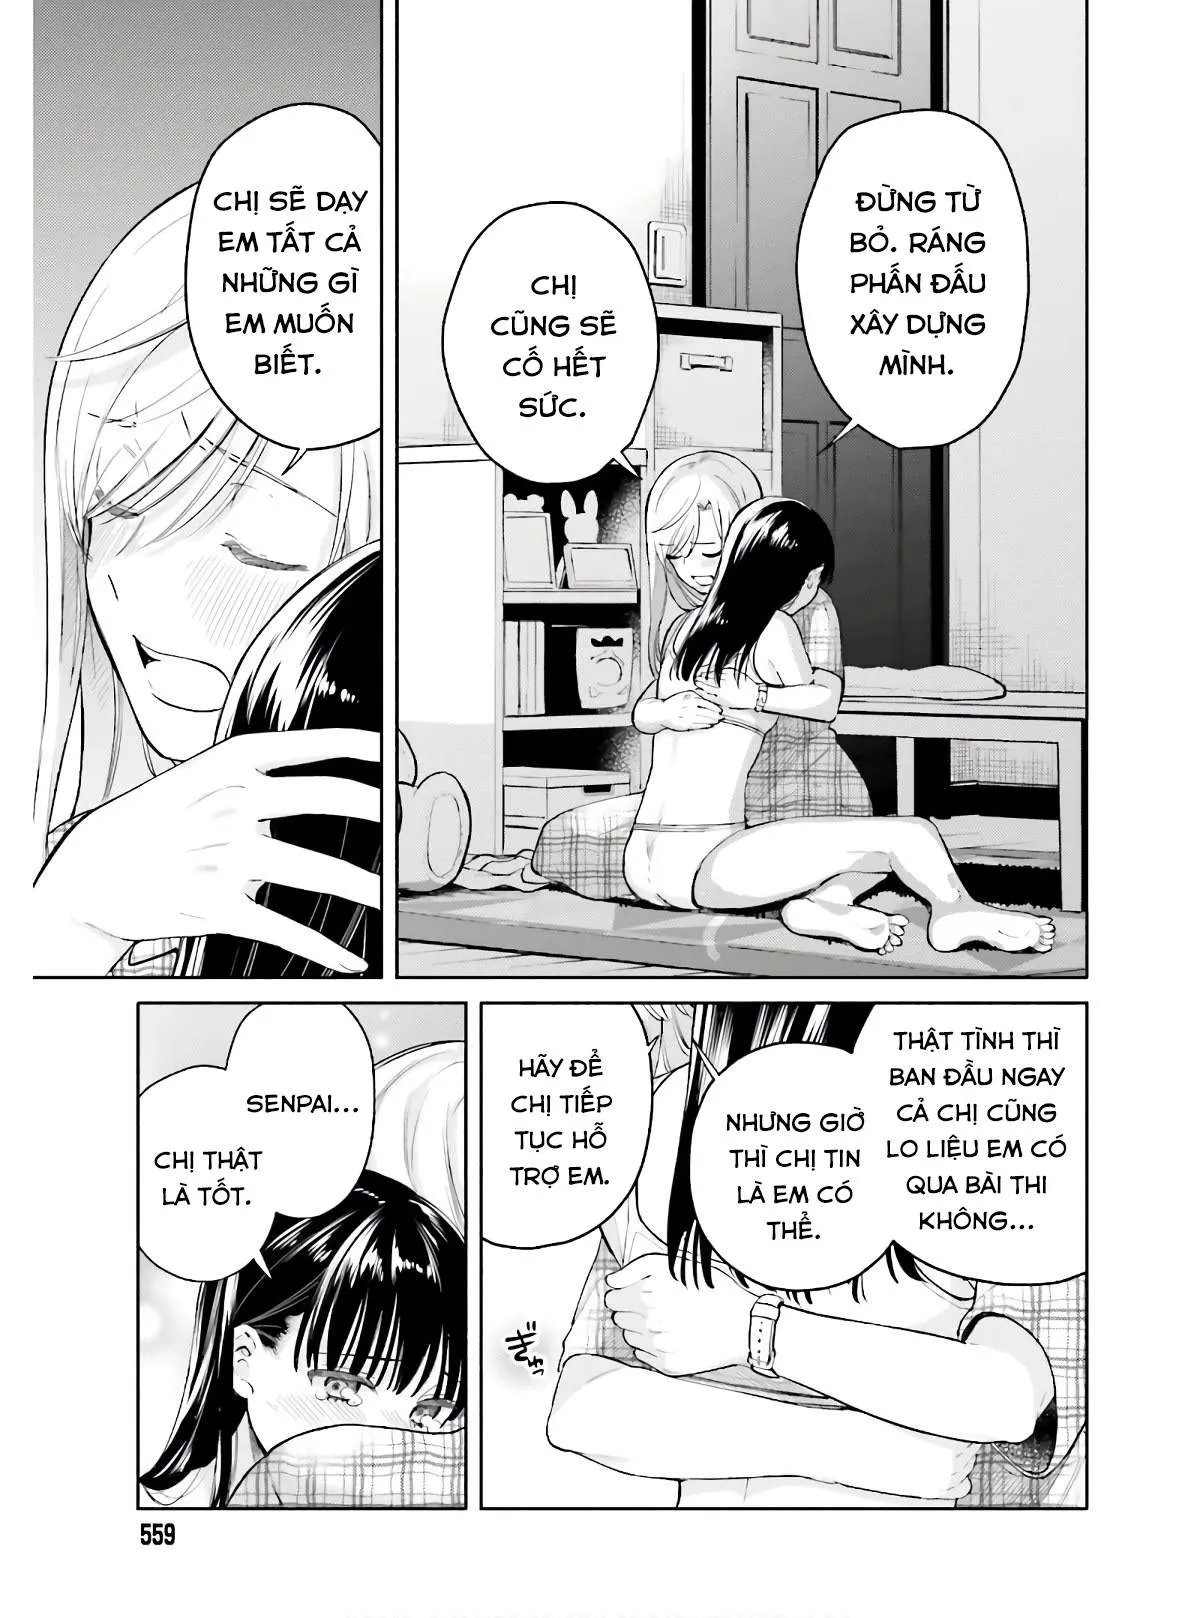 ĐỪNG TỪ
BỎ. RÁNG
PHẤN ĐẤU
XÂY DỰNG
MÌNH.
CHỊ
CŨNG SẼ
CỐ HẾT
SỨC.
CHỊ SẼ DẠY
EM TẤT CẢ
NHỮNG GÌ
EM MUỐN
BIẾT.
THẬT TÌNH THÌ
BAN ĐẦU NGAY
CẢ CHỊ CŨNG
LO LIỆU EM CÓ
QUA BÀI THI
KHÔNG...
NHƯNG GIỜ
THÌ CHỊ TIN
LÀ EM CÓ
THỂ.
HÃY ĐỂ
CHỊ TIẾP
TỤC HỖ
TRỢ EM.
ぎゅっ
SENPAI...
CHỊ THẬT
LÀ TỐT.
559